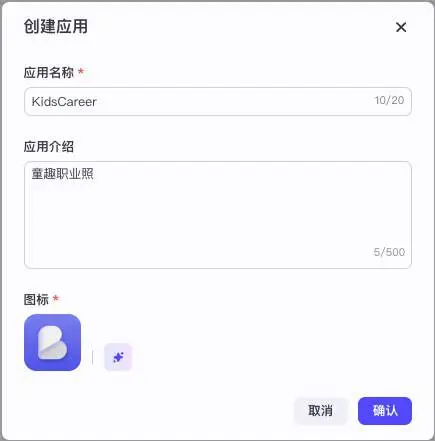 创建应用
应用名称 *
KidsCareer
10/20
应用介绍
童趣职业照
5/500
图标 *
取消
确认